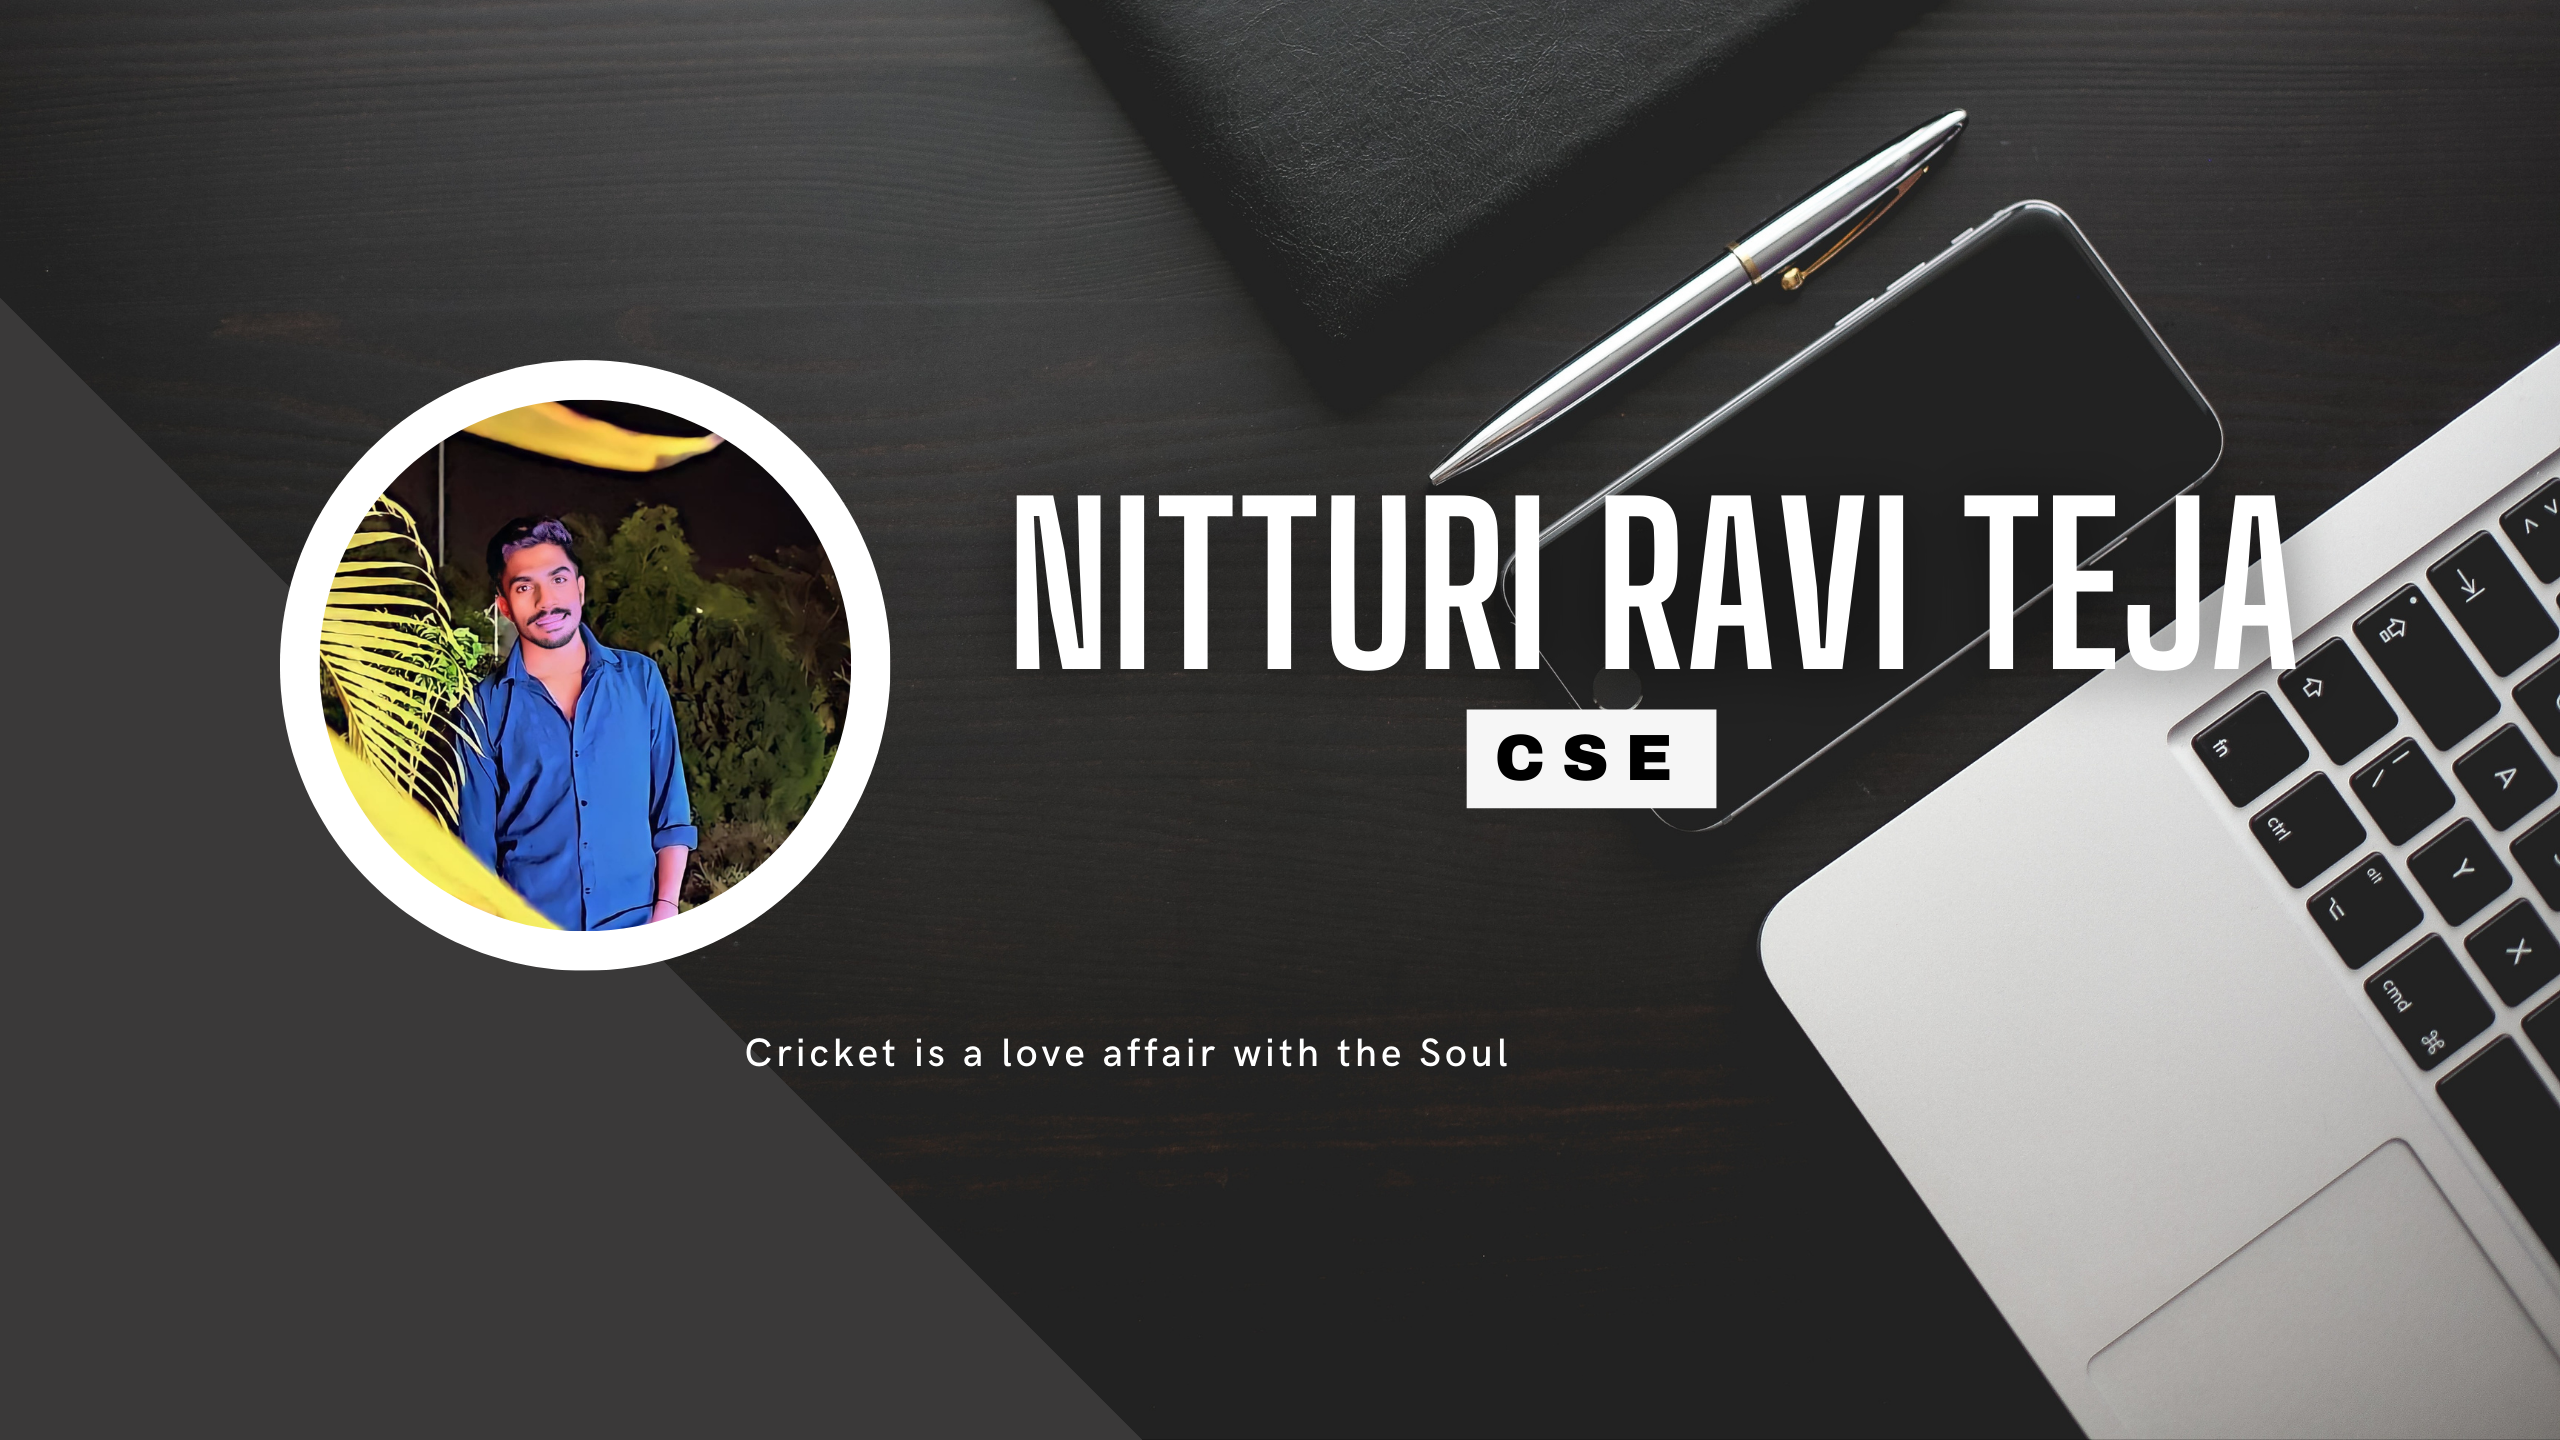 NITTURI RAVI TEJA
CSE
Cricket is a love affair with the Soul
fn
ctrl
alt
cmd
⌘
A
Y
X